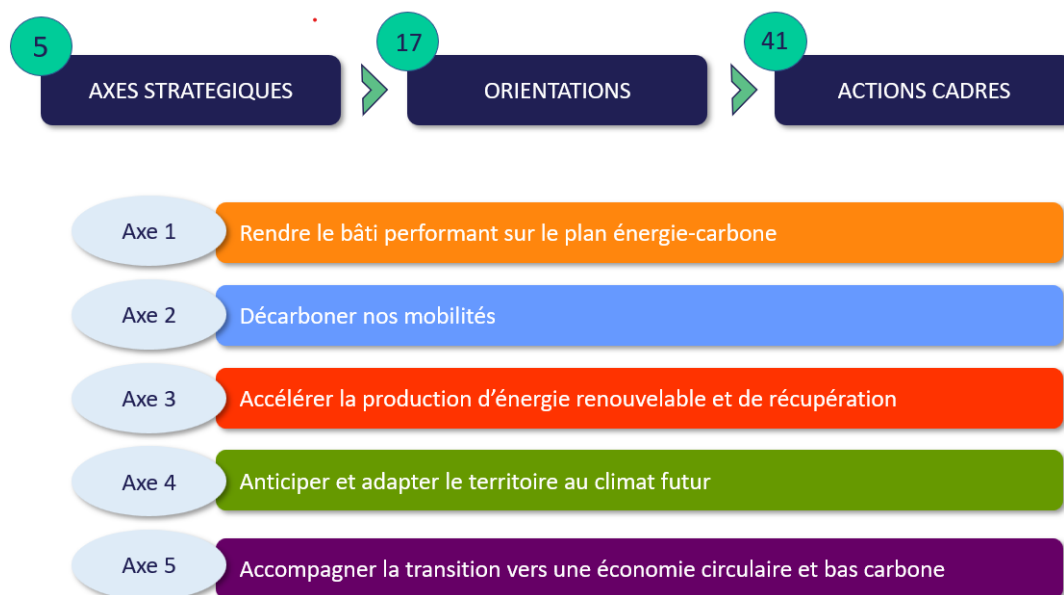 5
AXES STRATEGIQUES
17
ORIENTATIONS
41
ACTIONS CADRES
Axe 1
Rendre le bâti performant sur le plan énergie-carbone
Axe 2
Décarboner nos mobilités
Axe 3
Accélérer la production d’énergie renouvelable et de récupération
Axe 4
Anticiper et adapter le territoire au climat futur
Axe 5
Accompagner la transition vers une économie circulaire et bas carbone